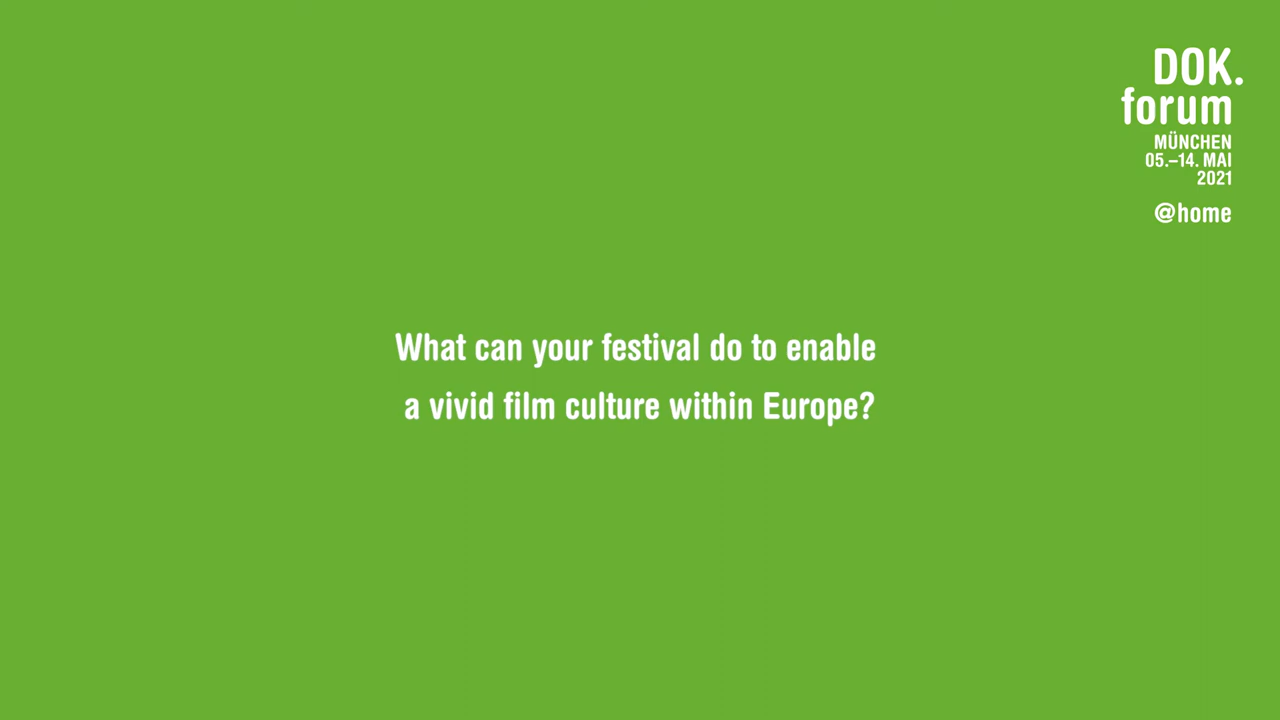 DOK.
forum
MÜNCHEN
05.–14. MAI
2021
@home
What can your festival do to enable
a vivid film culture within Europe?